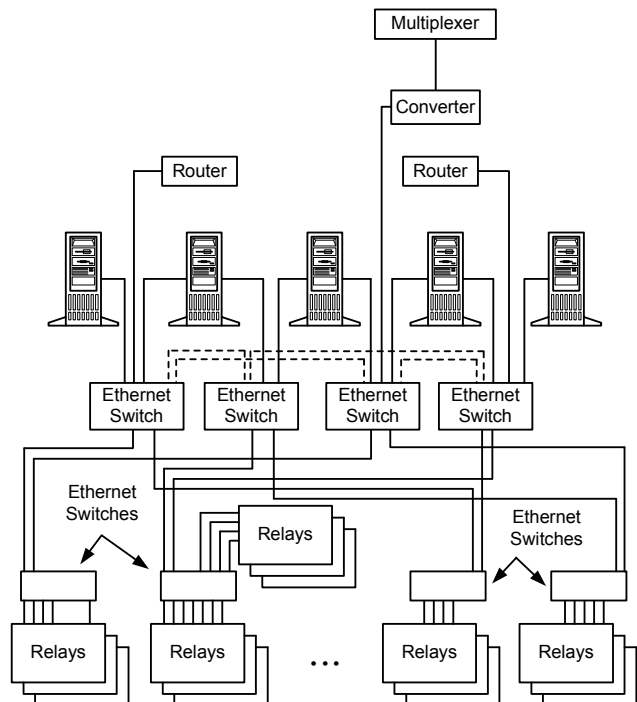 Multiplexer
Converter
Router
Router
Ethernet
Switch
Ethernet
Switch
Ethernet
Switch
Ethernet
Switch
Ethernet
Switches
Relays
Ethernet
Switches
Relays
Relays
...
Relays
Relays